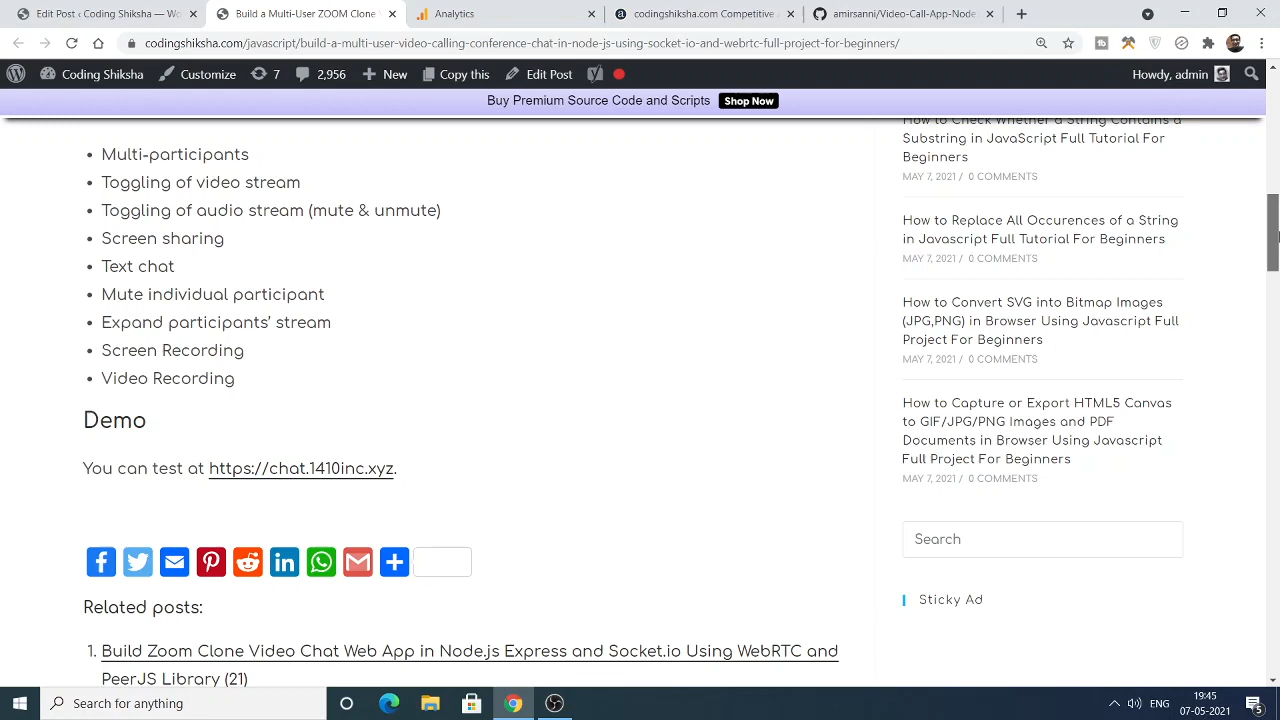 Edit Post ‹ Coding Shiksha — Wo
Build a Multi-User ZOOM Clone
Analytics
codingshiksha.com Competitive
amirsanni/Video-Call-App-Node
codingshiksha.com/javascript/build-a-multi-user-video-calling-conference-chat-in-node-js-using-socket-io-and-webrtc-full-project-for-beginners/
Coding Shiksha
Customize
7
2,956
New
Copy this
Edit Post
Howdy, admin
Buy Premium Source Code and Scripts
Shop Now
• Multi-participants
• Toggling of video stream
• Toggling of audio stream (mute & unmute)
• Screen sharing
• Text chat
• Mute individual participant
• Expand participants’ stream
• Screen Recording
• Video Recording
Demo
You can test at https://chat.1410inc.xyz.
Related posts:
1. Build Zoom Clone Video Chat Web App in Node.js Express and Socket.io Using WebRTC and
PeerJS Library (21)
How to Check Whether a String Contains a
Substring in JavaScript Full Tutorial For
Beginners
MAY 7, 2021 / 0 COMMENTS
How to Replace All Occurences of a String
in Javascript Full Tutorial For Beginners
MAY 7, 2021 / 0 COMMENTS
How to Convert SVG into Bitmap Images
(JPG,PNG) in Browser Using Javascript Full
Project For Beginners
MAY 7, 2021 / 0 COMMENTS
How to Capture or Export HTML5 Canvas
to GIF/JPG/PNG Images and PDF
Documents in Browser Using Javascript
Full Project For Beginners
MAY 7, 2021 / 0 COMMENTS
Search
Sticky Ad
Search for anything
ENG
19:45
07-05-2021
5